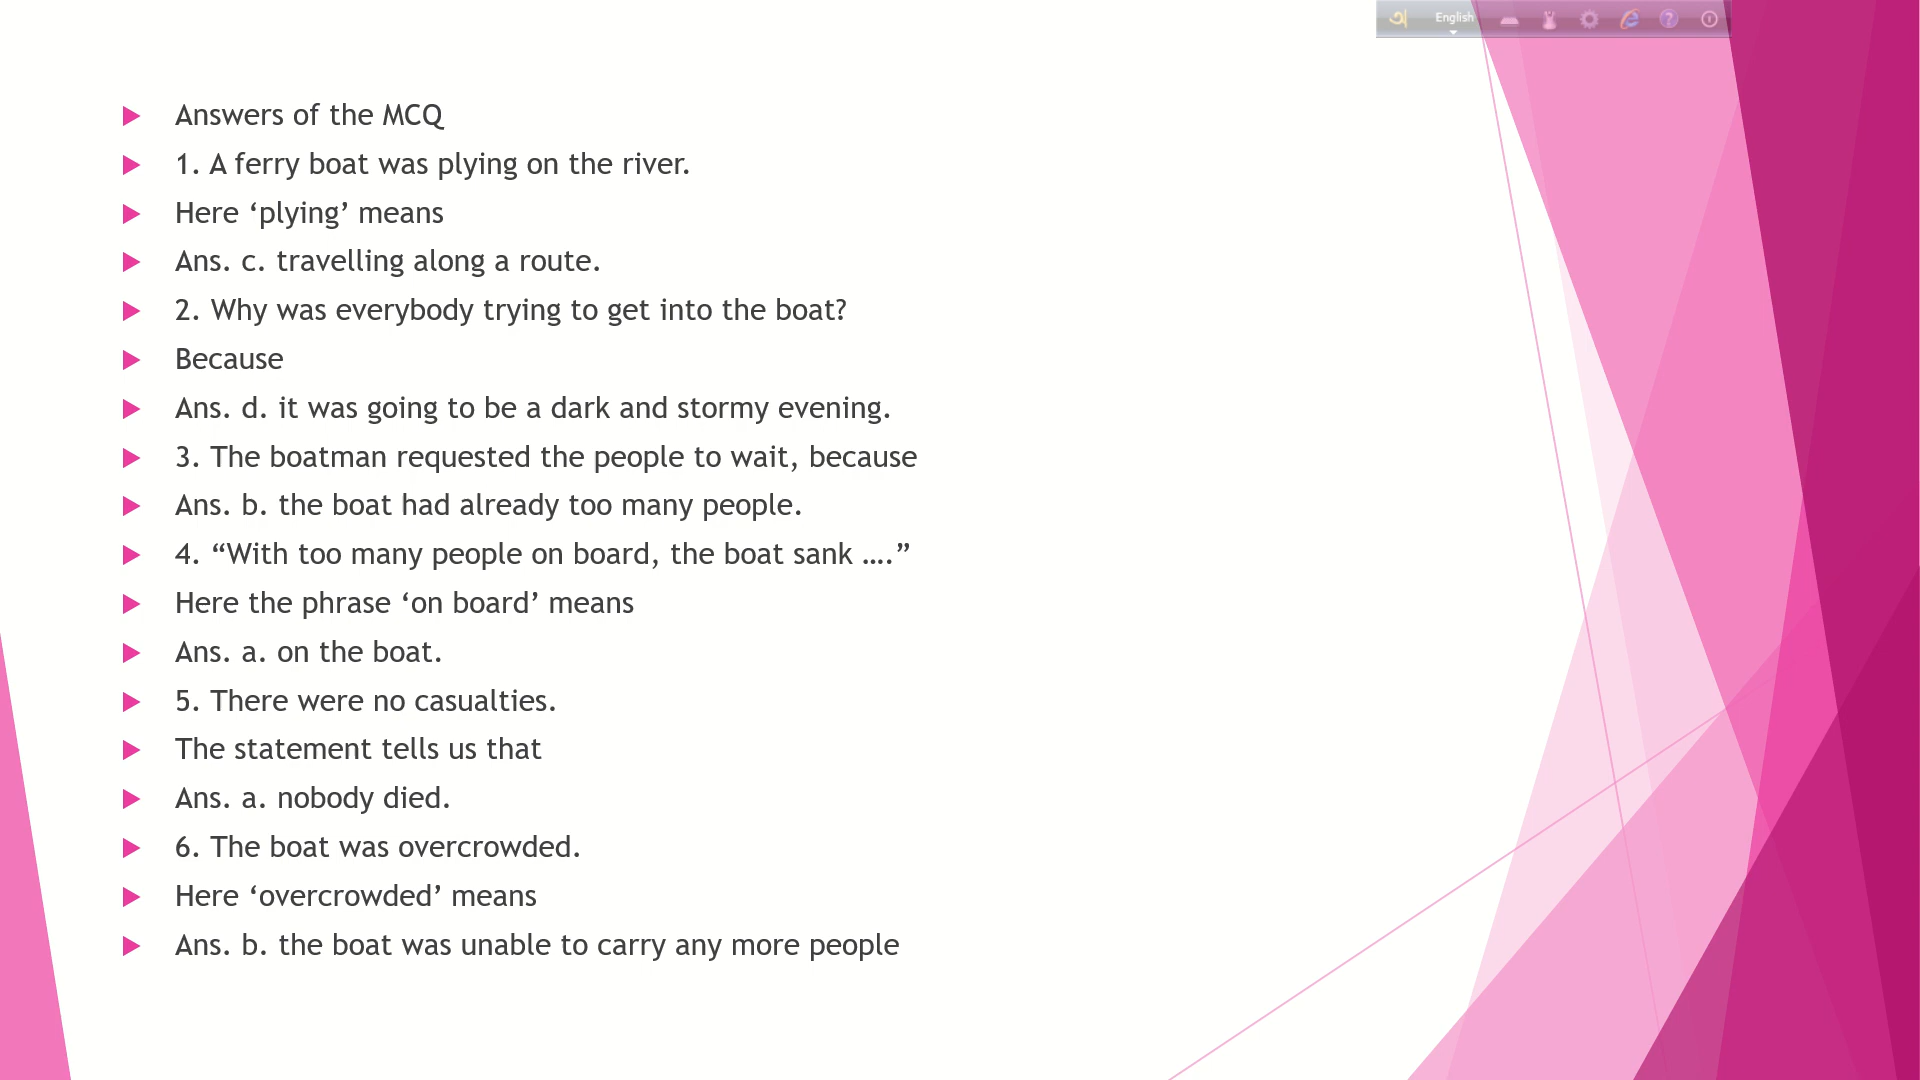 English
Answers of the MCQ
1. A ferry boat was plying on the river.
Here ‘plying’ means
Ans. c. travelling along a route.
2. Why was everybody trying to get into the boat?
Because
Ans. d. it was going to be a dark and stormy evening.
3. The boatman requested the people to wait, because
Ans. b. the boat had already too many people.
4. “With too many people on board, the boat sank ….”
Here the phrase ‘on board’ means
Ans. a. on the boat.
5. There were no casualties.
The statement tells us that
Ans. a. nobody died.
6. The boat was overcrowded.
Here ‘overcrowded’ means
Ans. b. the boat was unable to carry any more people